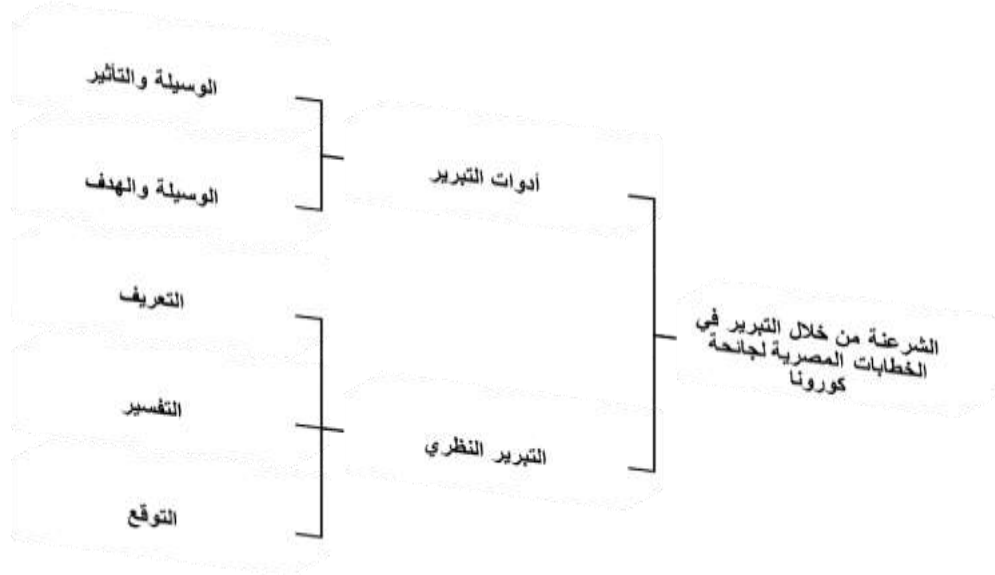 الشرعنة من خلال التبرير في
الخطابات المصرية لجائحة
كورونا
أدوات التبرير
الوسيلة والتأثير
الوسيلة والهدف
التبرير النظري
التعريف
التفسير
التوقع